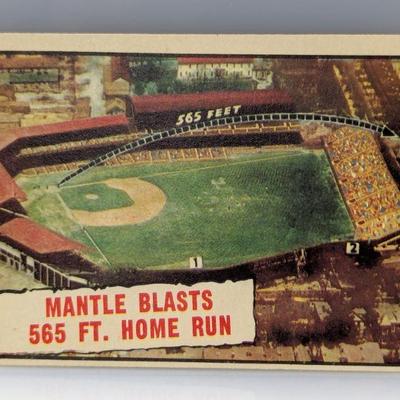 565 FEET
1
2
MANTLE BLASTS
565 FT. HOME RUN